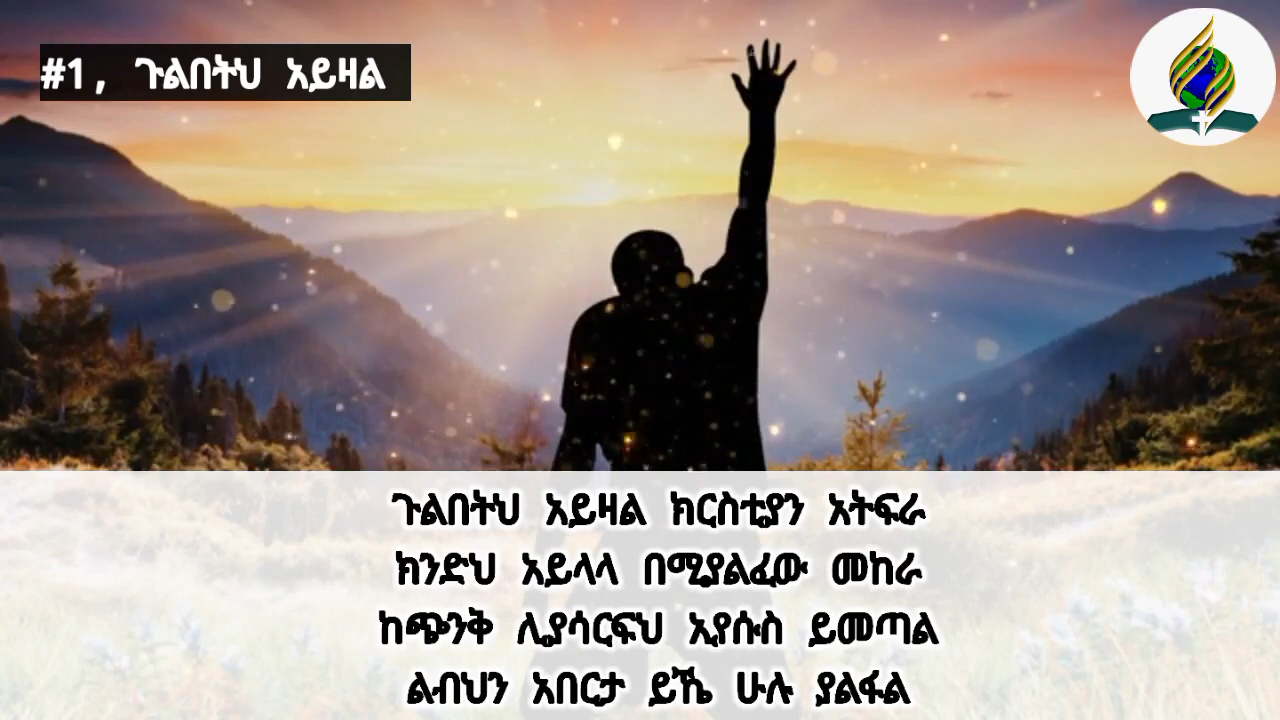 #1, ጉልበትህ አይዛል
ጉልበትህ አይዛል ክርስቲያን አትፍራ
ክንድህ አይላላ በሚያልፈው መከራ
ከጭንቅ ሊያሳርፍህ ኢየሱስ ይመጣል
ልብህን አበርታ ይኼ ሁሉ ያልፋል